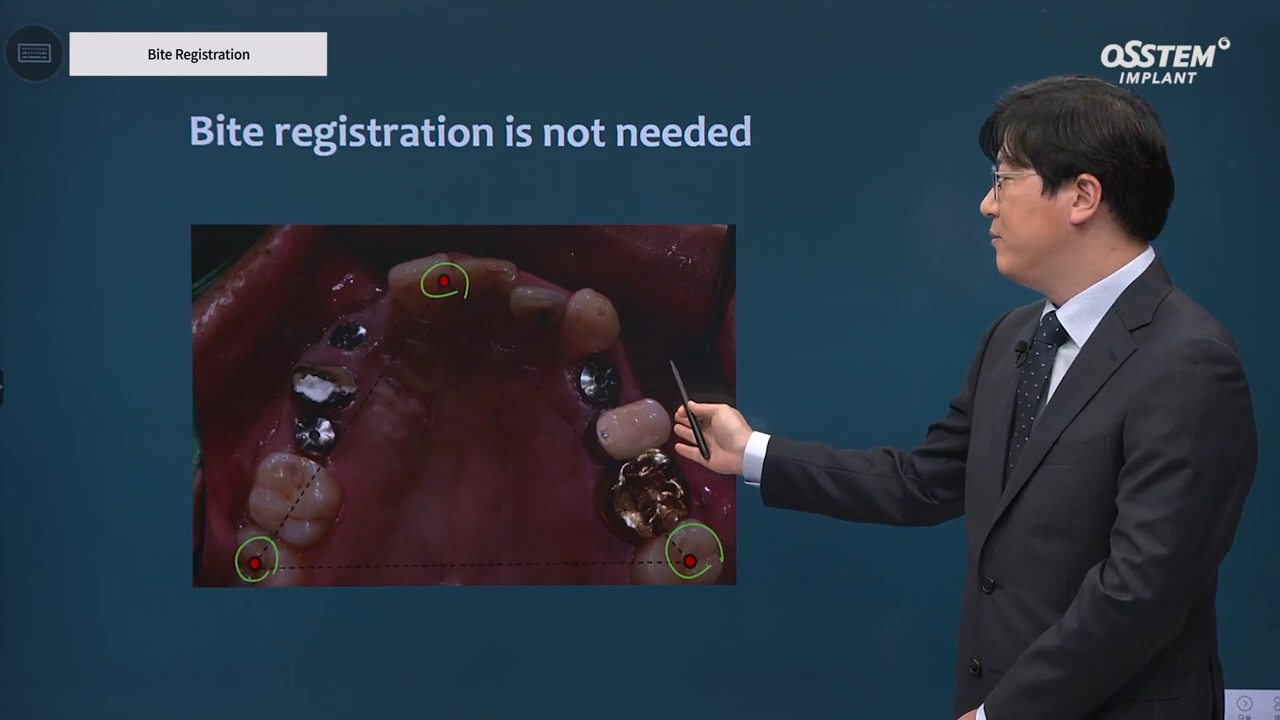 Bite Registration
OSSTEM
IMPLANT
Bite registration is not needed